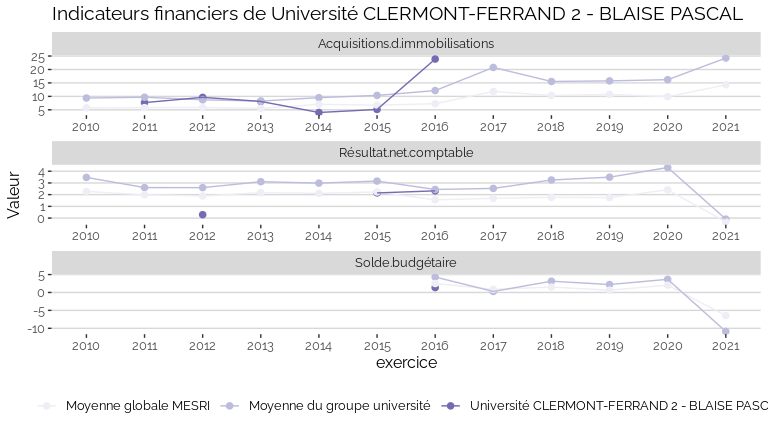 Indicateurs financiers de Université CLERMONT-FERRAND 2 - BLAISE PASCAL
Acquisitions.d.immobilisations
25
20
15
10
5
2010 2011 2012 2013 2014 2015 2016 2017 2018 2019 2020 2021
Résultat.net.comptable
4
3
2
1
0
2010 2011 2012 2013 2014 2015 2016 2017 2018 2019 2020 2021
Solde.budgétaire
5
0
-5
-10
2010 2011 2012 2013 2014 2015 2016 2017 2018 2019 2020 2021
Valeur
exercice
Moyenne globale MESRI Moyenne du groupe université Université CLERMONT-FERRAND 2 - BLAISE PASC